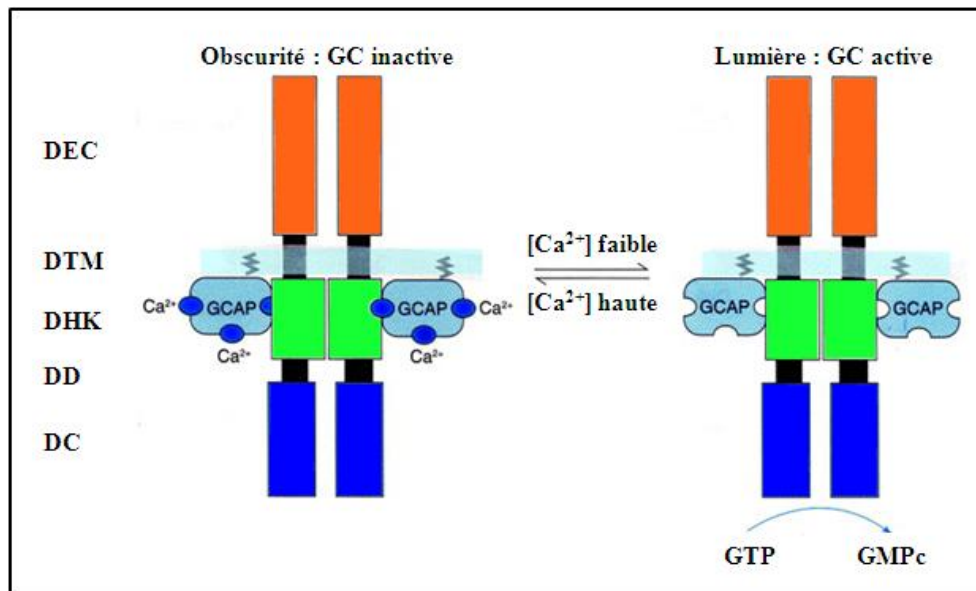 Obscurité : GC inactive
Lumière : GC active
DEC
DTM
[Ca²⁺] faible
[Ca²⁺] haute
DHK
Ca²⁺
GCAP
GCAP
Ca²⁺
GCAP
GCAP
Ca²⁺
Ca²⁺
DD
DC
GTP
GMPc